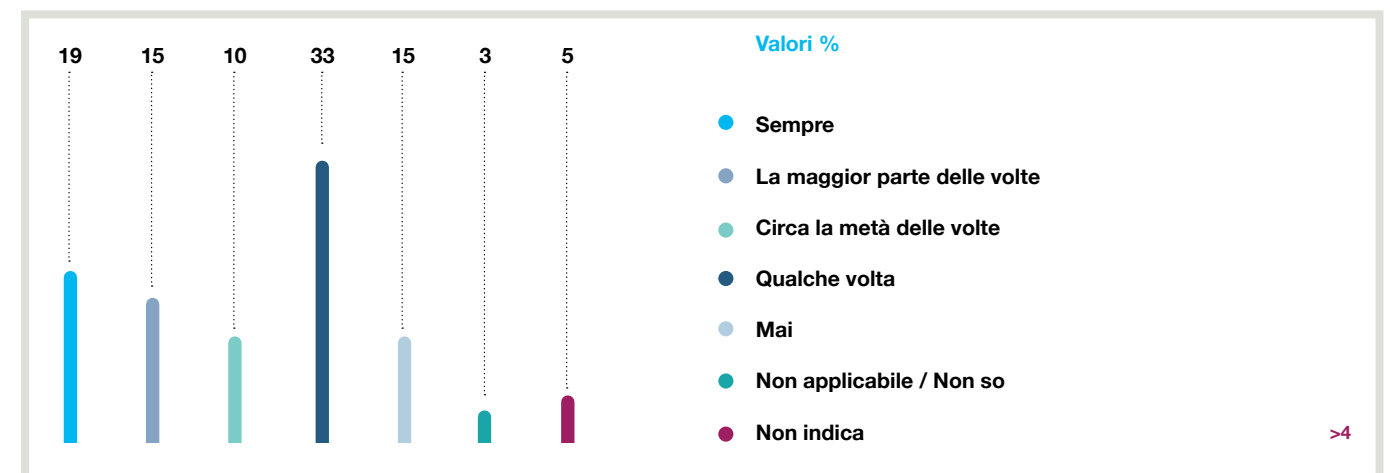 19 15 10 33 15 3 5
Valori %
Sempre
La maggior parte delle volte
Circa la metà delle volte
Qualche volta
Mai
Non applicabile / Non so
Non indica
>4